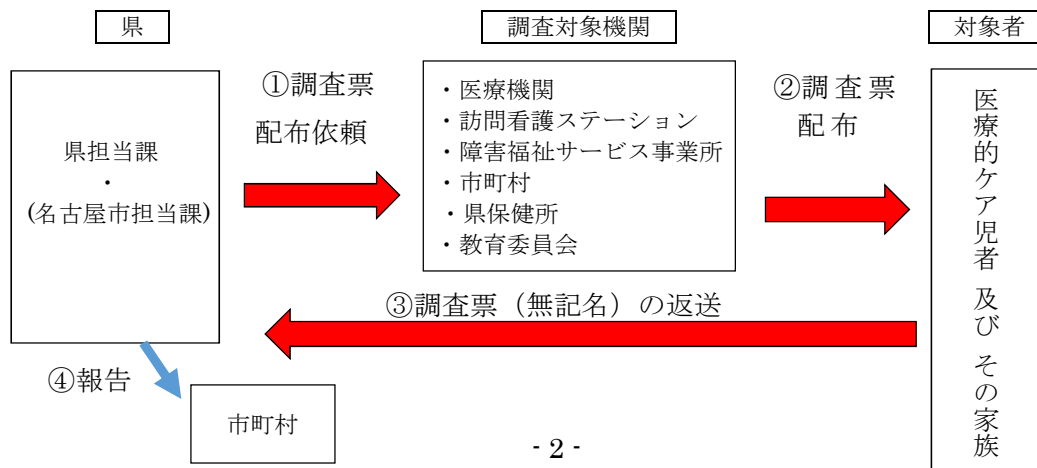 県
調査対象機関
対象者
県担当課
・
(名古屋市担当課)
①調査票
配布依頼
・医療機関
・訪問看護ステーション
・障害福祉サービス事業所
・市町村
・県保健所
・教育委員会
②調査票
配布
医療的ケア児者 及び その家族
③調査票（無記名）の返送
④報告
市町村
- 2 -